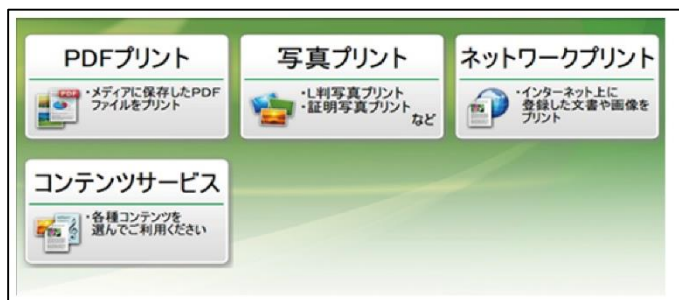 PDFプリント
・メディアに保存したPDF
ファイルをプリント
写真プリント
・L判写真プリント
・証明写真プリント
など
ネットワークプリント
・インターネット上に
登録した文書や画像を
プリント
コンテンツサービス
・各種コンテンツを
選んでご利用ください